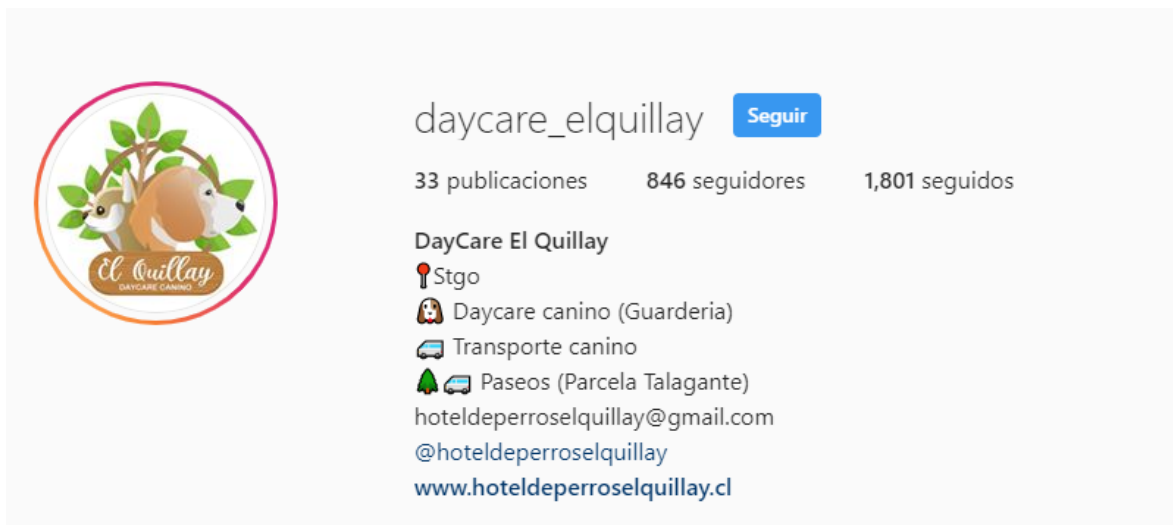 daycare_elquillay Seguir
33 publicaciones 846 seguidores 1,801 seguidos
DayCare El Quillay
📍Stgo
🐶 Daycare canino (Guarderia)
🚐 Transporte canino
🌲🚐 Paseos (Parcela Talagante)
hoteldeperroselquillay@gmail.com
@hoteldeperroselquillay
www.hoteldeperroselquillay.cl
El Quillay
DAYCARE CANINO